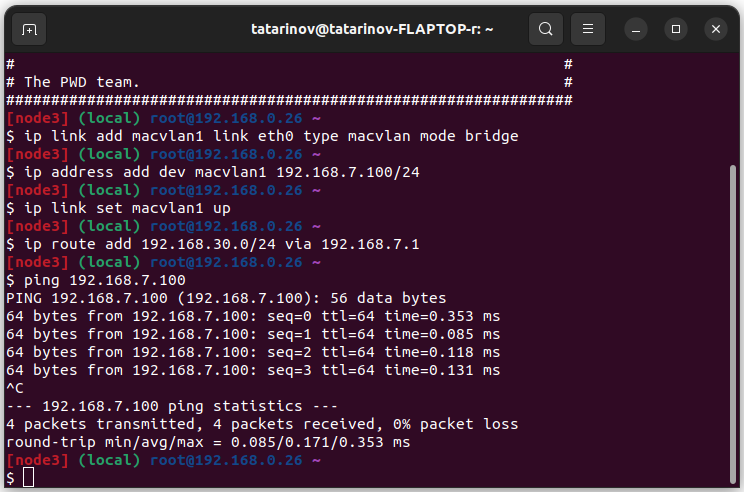 tatarinov@tatarinov-FLAPTOP-r: ~
# #
# The PWD team. #
###############################################################
[node3] (local) root@192.168.0.26 ~
$ ip link add macvlan1 link eth0 type macvlan mode bridge
[node3] (local) root@192.168.0.26 ~
$ ip address add dev macvlan1 192.168.7.100/24
[node3] (local) root@192.168.0.26 ~
$ ip link set macvlan1 up
[node3] (local) root@192.168.0.26 ~
$ ip route add 192.168.30.0/24 via 192.168.7.1
[node3] (local) root@192.168.0.26 ~
$ ping 192.168.7.100
PING 192.168.7.100 (192.168.7.100): 56 data bytes
64 bytes from 192.168.7.100: seq=0 ttl=64 time=0.353 ms
64 bytes from 192.168.7.100: seq=1 ttl=64 time=0.085 ms
64 bytes from 192.168.7.100: seq=2 ttl=64 time=0.118 ms
64 bytes from 192.168.7.100: seq=3 ttl=64 time=0.131 ms
^C
--- 192.168.7.100 ping statistics ---
4 packets transmitted, 4 packets received, 0% packet loss
round-trip min/avg/max = 0.085/0.171/0.353 ms
[node3] (local) root@192.168.0.26 ~
$